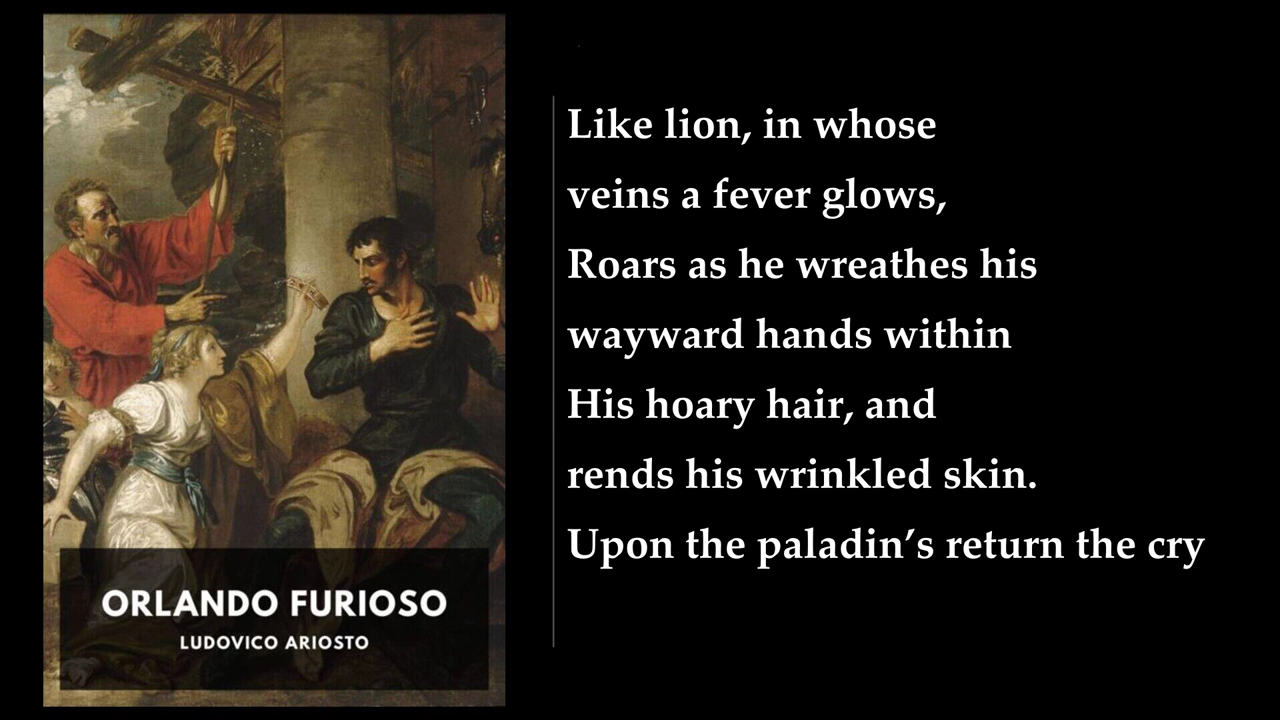 Like lion, in whose
veins a fever glows,
Roars as he wreathes his
wayward hands within
His hoary hair, and
rends his wrinkled skin.
Upon the paladin’s return the cry
ORLANDO FURIOSO
LUDOVICO ARIOSTO